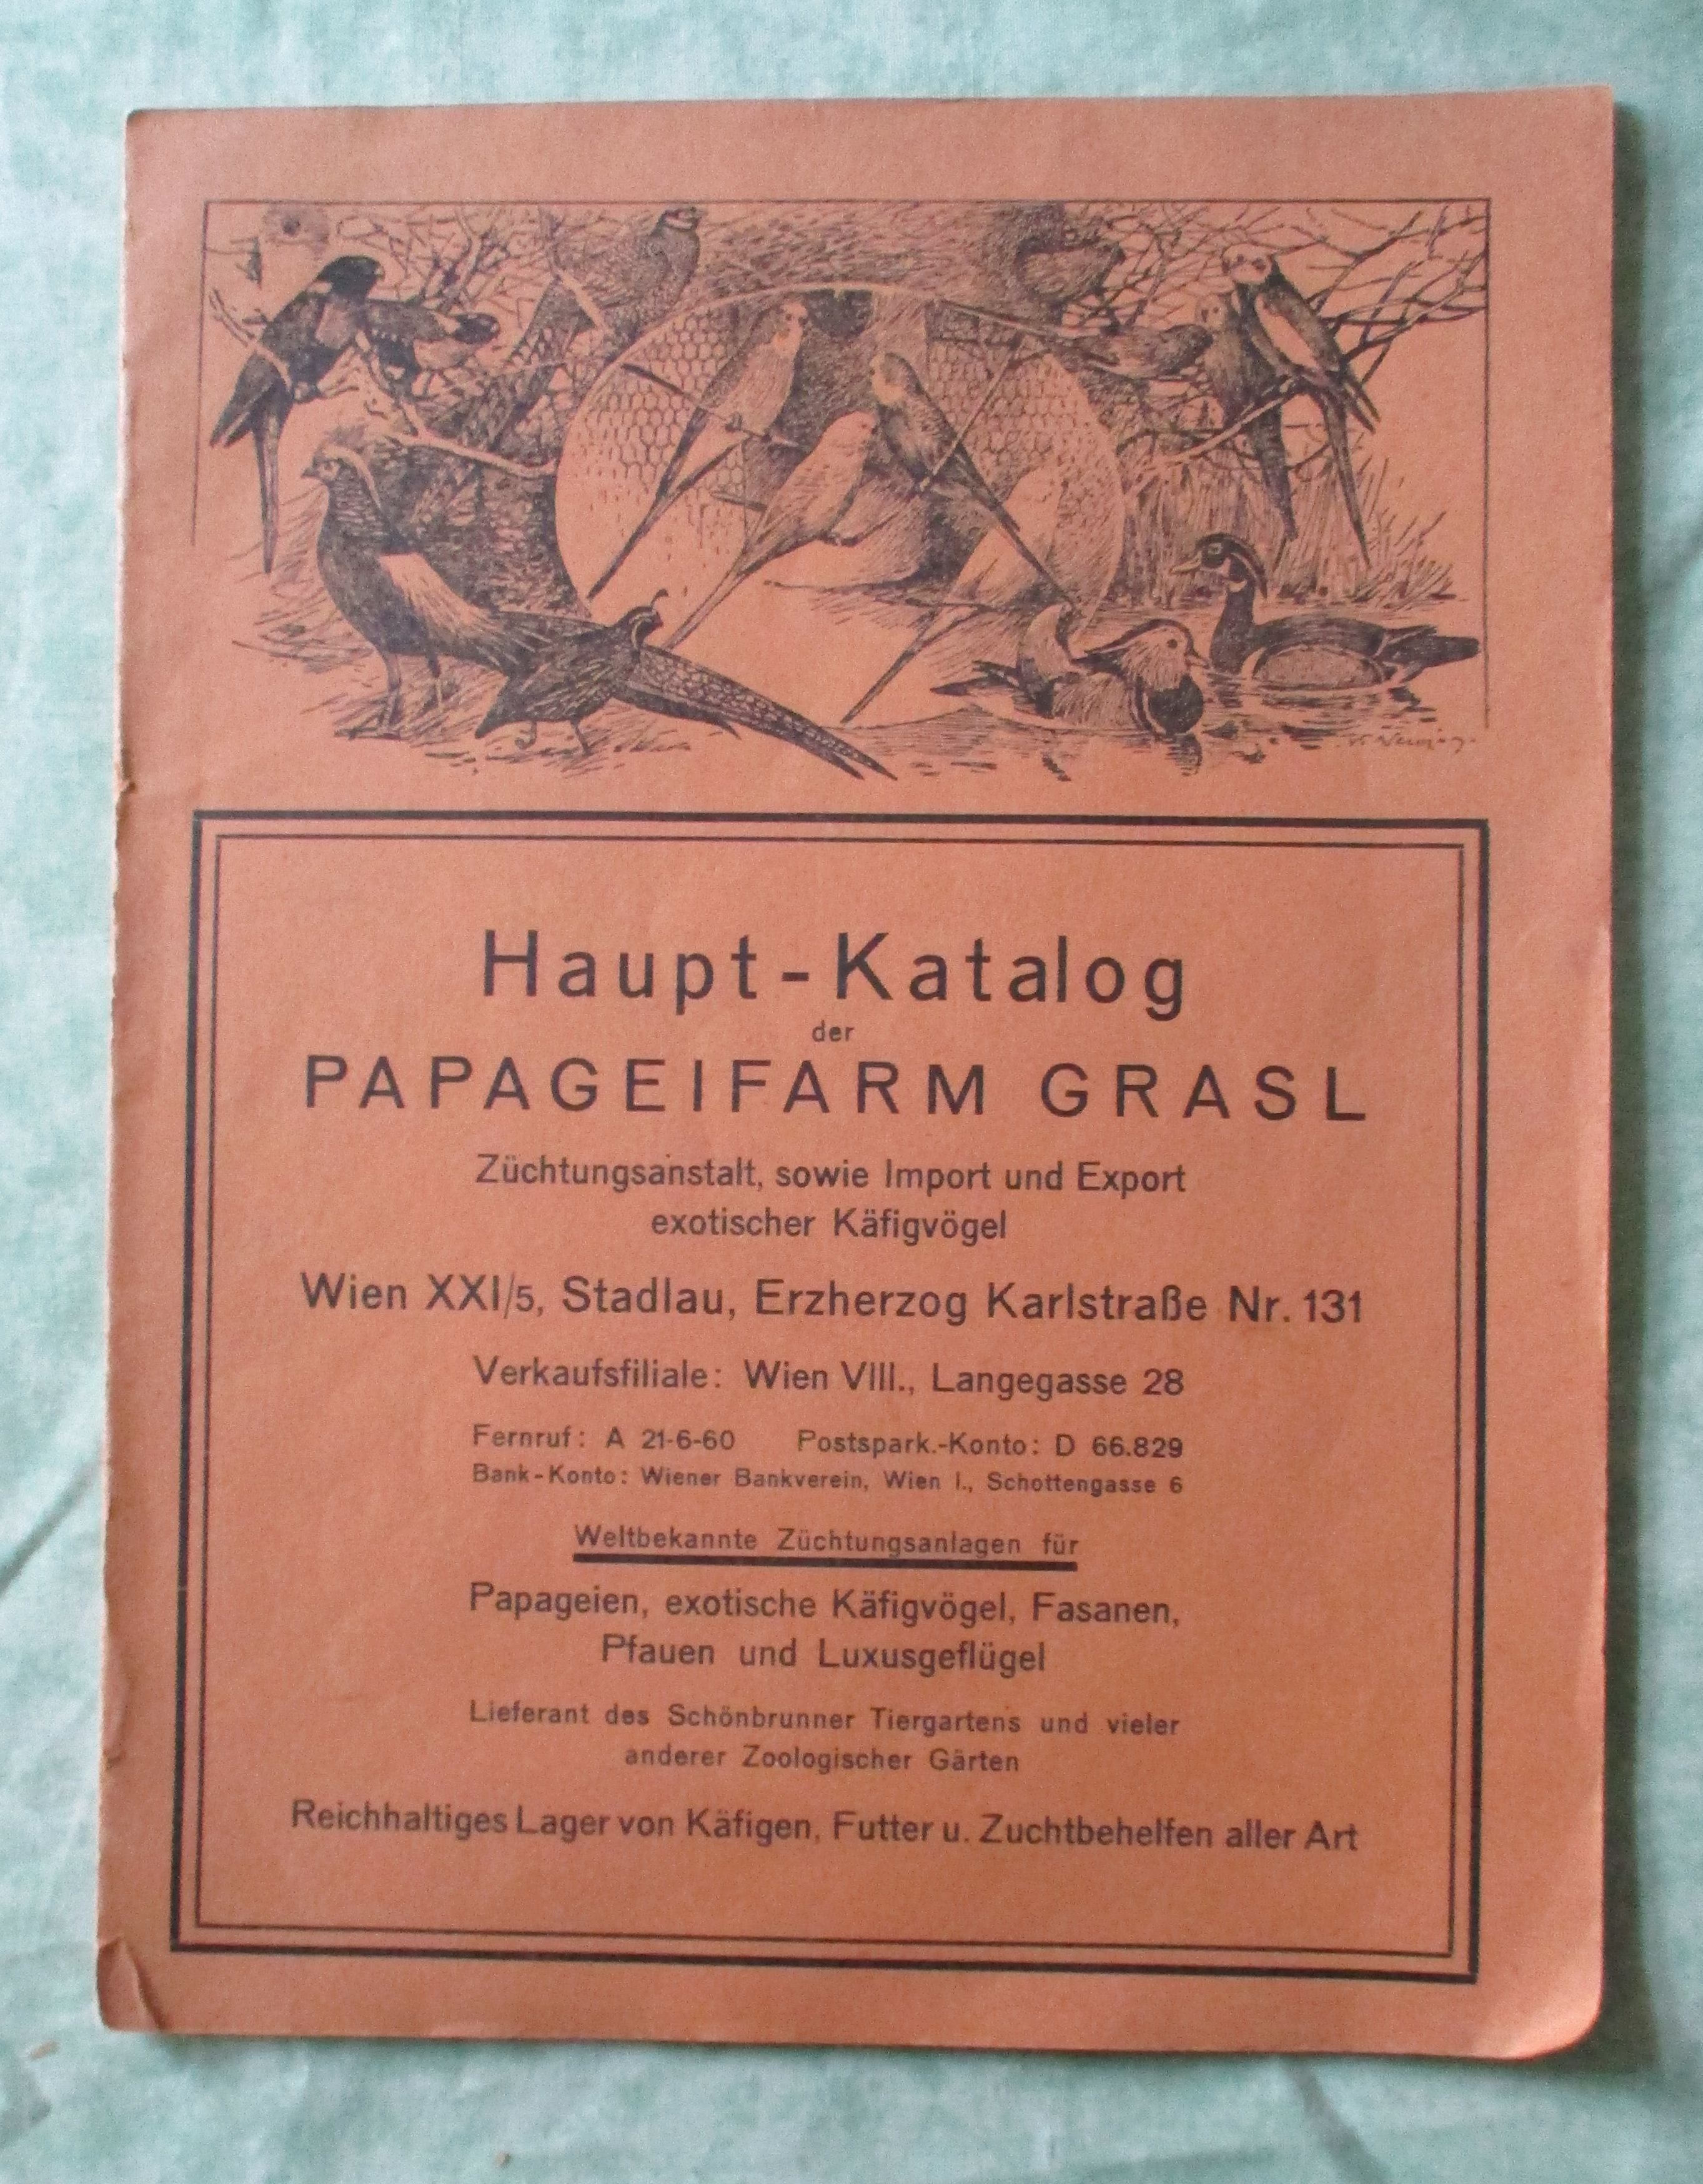 Haupt-Katalog
der
PAPAGEIFARM GRASL
Züchtungsanstalt, sowie Import und Export
exotischer Käfigvögel
Wien XXI/5, Stadlau, Erzherzog Karlstraße Nr. 131
Verkaufsfiliale: Wien VIII., Langegasse 28
Fernruf: A 21-6-60 Postspark.-Konto: D 66.829
Bank-Konto: Wiener Bankverein, Wien I., Schottengasse 6
Weltbekannte Züchtungsanlagen für
Papageien, exotische Käfigvögel, Fasanen,
Pfauen und Luxusgeflügel
Lieferant des Schönbrunner Tiergartens und vieler
anderer Zoologischer Gärten
Reichhaltiges Lager von Käfigen, Futter u. Zuchtbehelfen aller Art